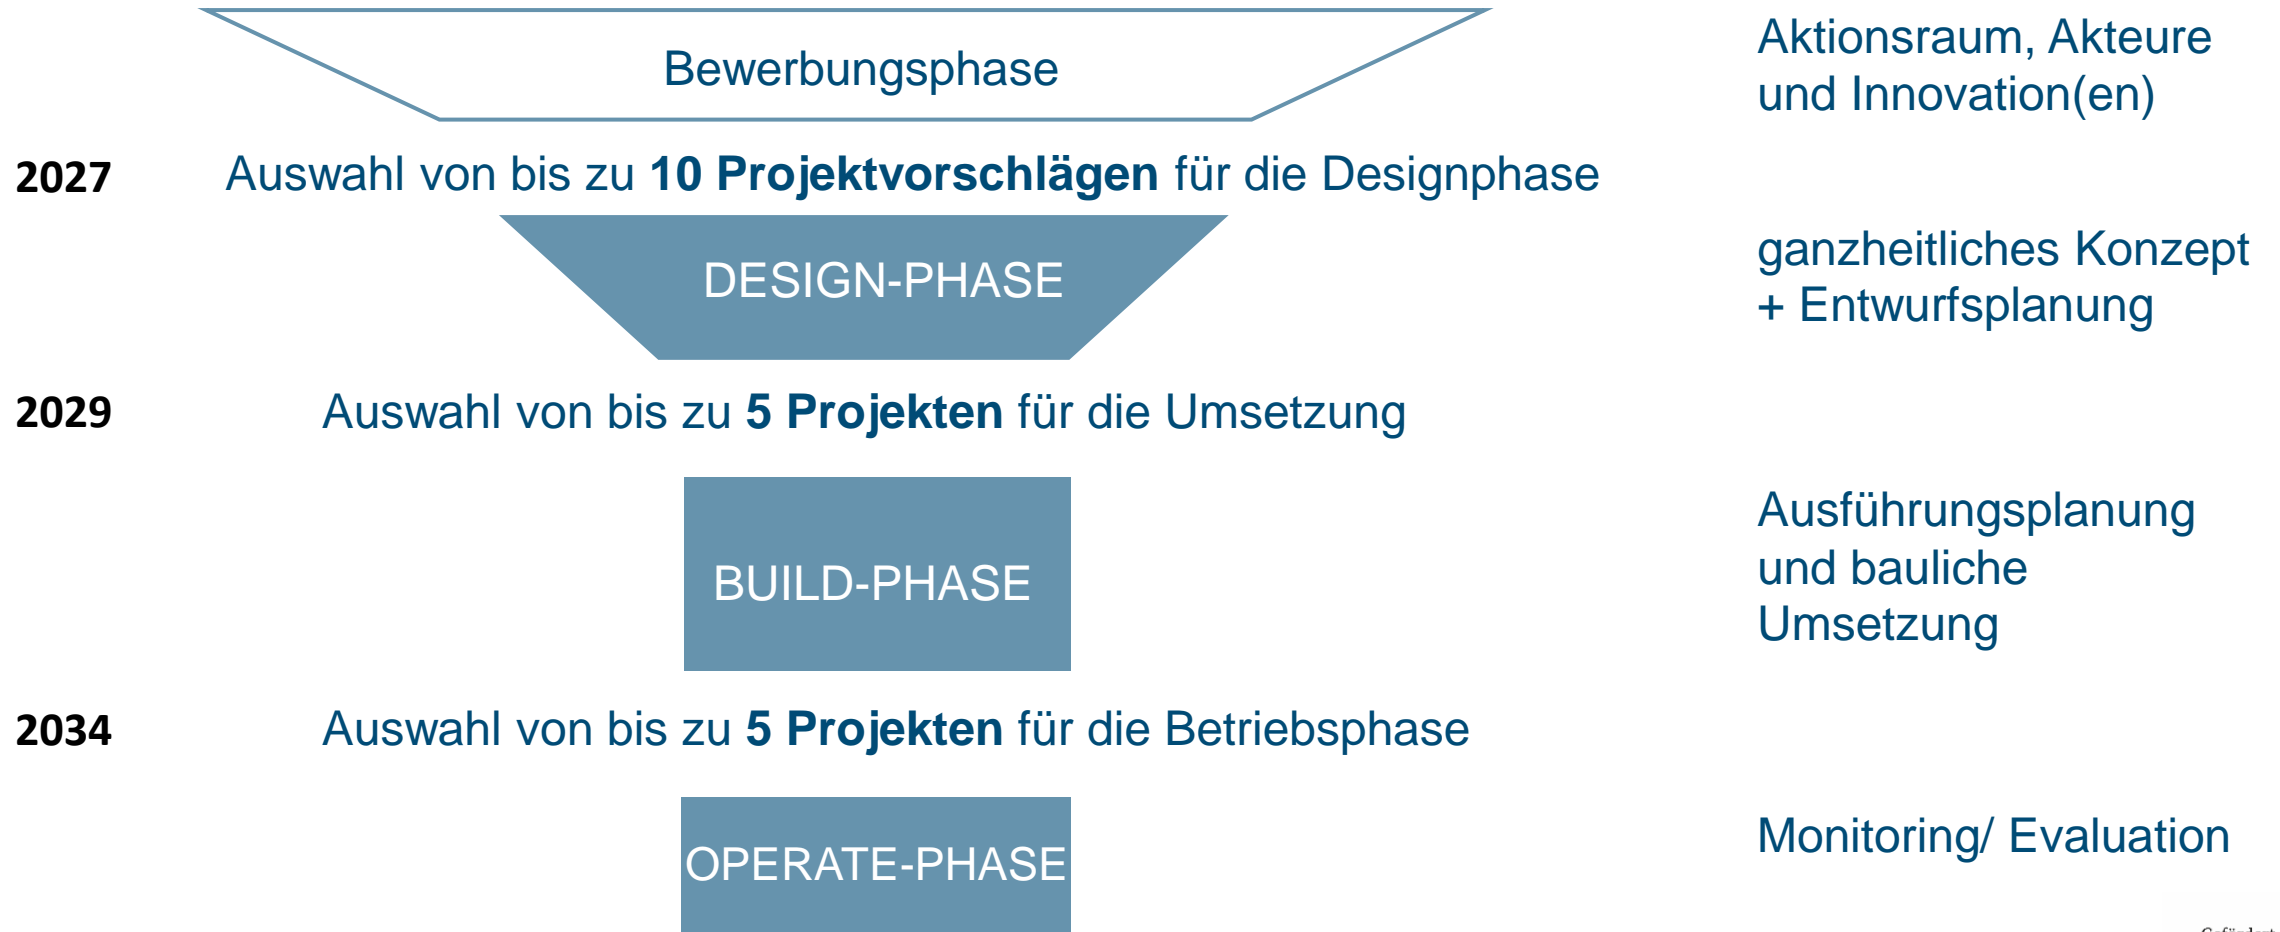 Bewerbungsphase
Aktionsraum, Akteure
und Innovation(en)
2027
Auswahl von bis zu 10 Projektvorschlägen für die Designphase
DESIGN-PHASE
ganzheitliches Konzept
+ Entwurfsplanung
2029
Auswahl von bis zu 5 Projekten für die Umsetzung
BUILD-PHASE
Ausführungsplanung
und bauliche
Umsetzung
2034
Auswahl von bis zu 5 Projekten für die Betriebsphase
OPERATE-PHASE
Monitoring/ Evaluation